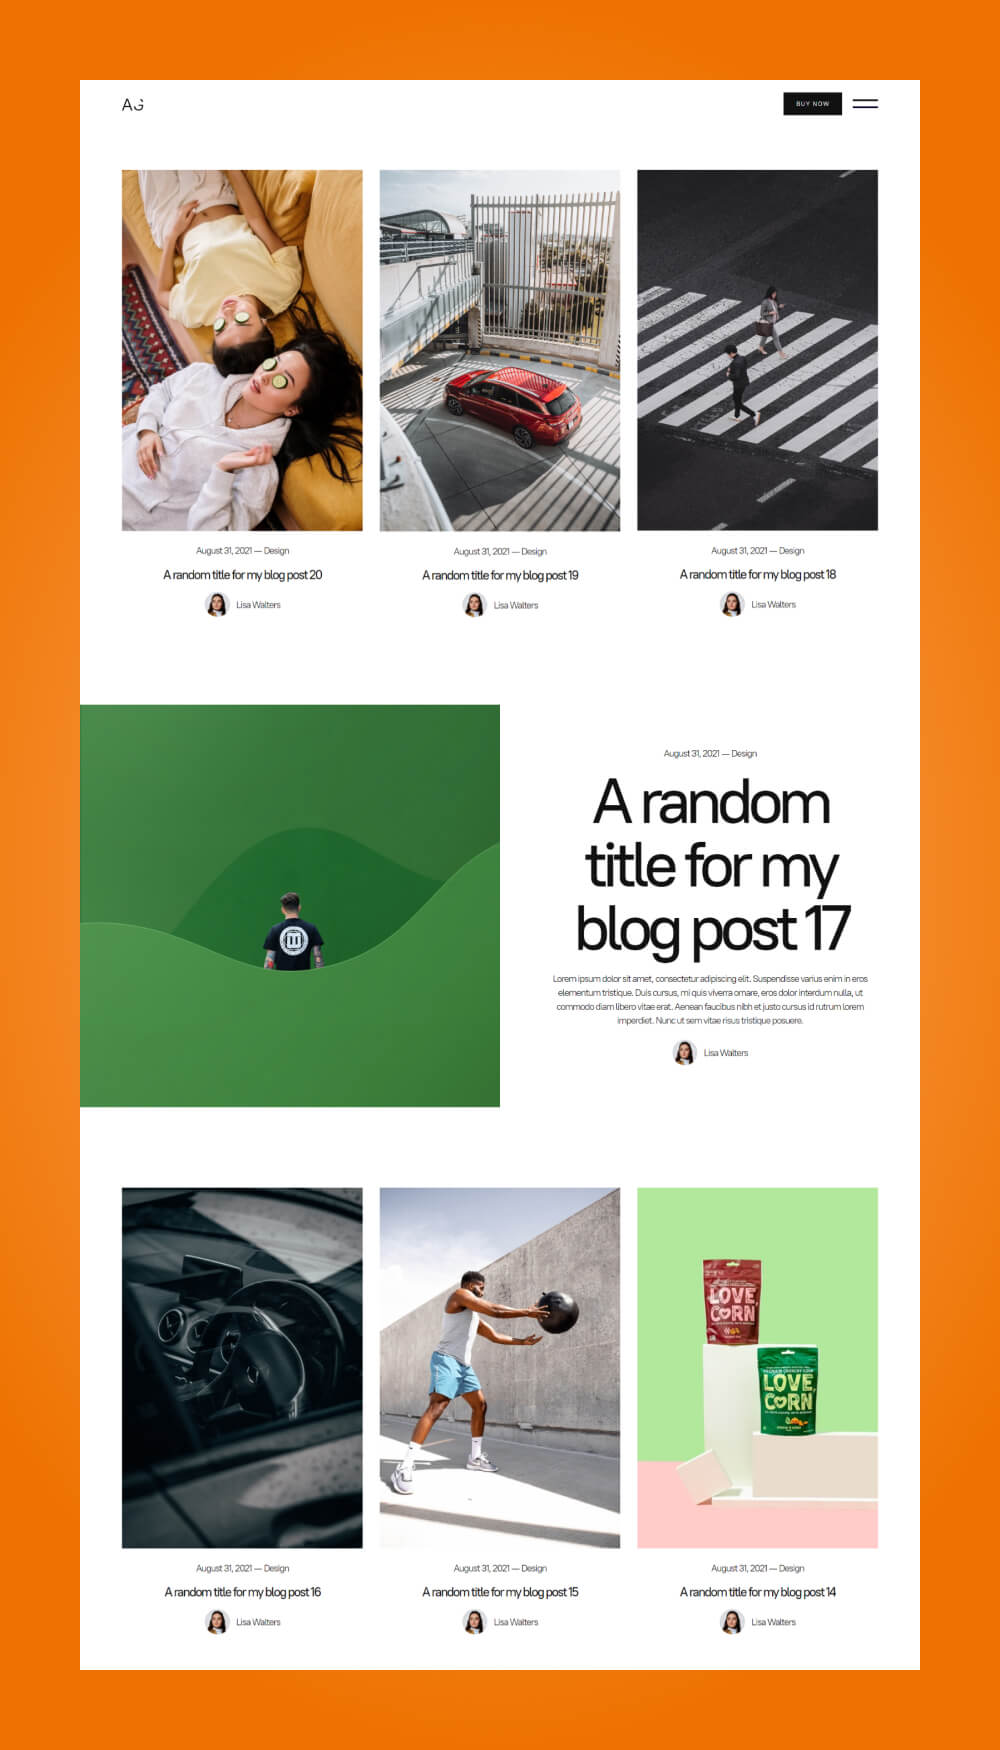 AG
BUY NOW
August 31, 2021 — Design
A random title for my blog post 20
Lisa Walters
August 31, 2021 — Design
A random title for my blog post 19
Lisa Walters
August 31, 2021 — Design
A random title for my blog post 18
Lisa Walters
August 31, 2021 — Design
A random
title for my
blog post 17
Lorem ipsum dolor sit amet, consectetur adipiscing elit. Suspendisse varius enim in eros
elementum tristique. Duis cursus, mi quis viverra ornare, eros dolor interdum nulla, ut
commodo diam libero vitae erat. Aenean faucibus nibh et justo cursus id rutrum lorem
imperdiet. Nunc ut sem vitae risus tristique posuere.
Lisa Walters
LOVE,
CORN
LOVE,
CORN
August 31, 2021 — Design
A random title for my blog post 16
Lisa Walters
August 31, 2021 — Design
A random title for my blog post 15
Lisa Walters
August 31, 2021 — Design
A random title for my blog post 14
Lisa Walters